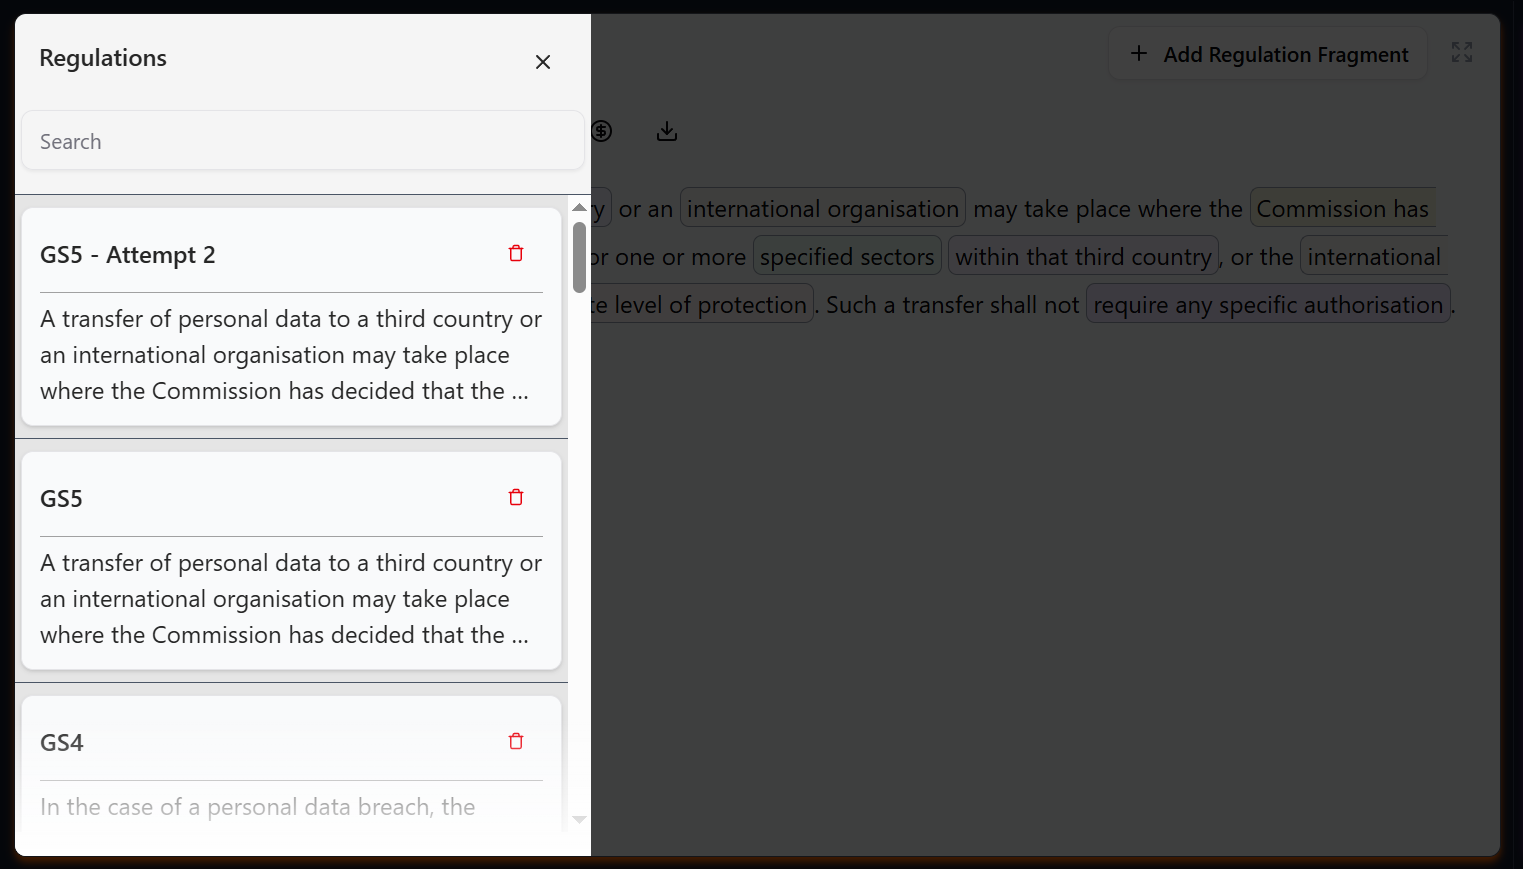 Regulations
Search
GS5 - Attempt 2
A transfer of personal data to a third country or
an international organisation may take place
where the Commission has decided that the ...
GS5
A transfer of personal data to a third country or
an international organisation may take place
where the Commission has decided that the ...
GS4
In the case of a personal data breach, the
+ Add Regulation Fragment
or an international organisation may take place where the Commission has
or one or more specified sectors within that third country, or the international
level of protection. Such a transfer shall not require any specific authorisation.